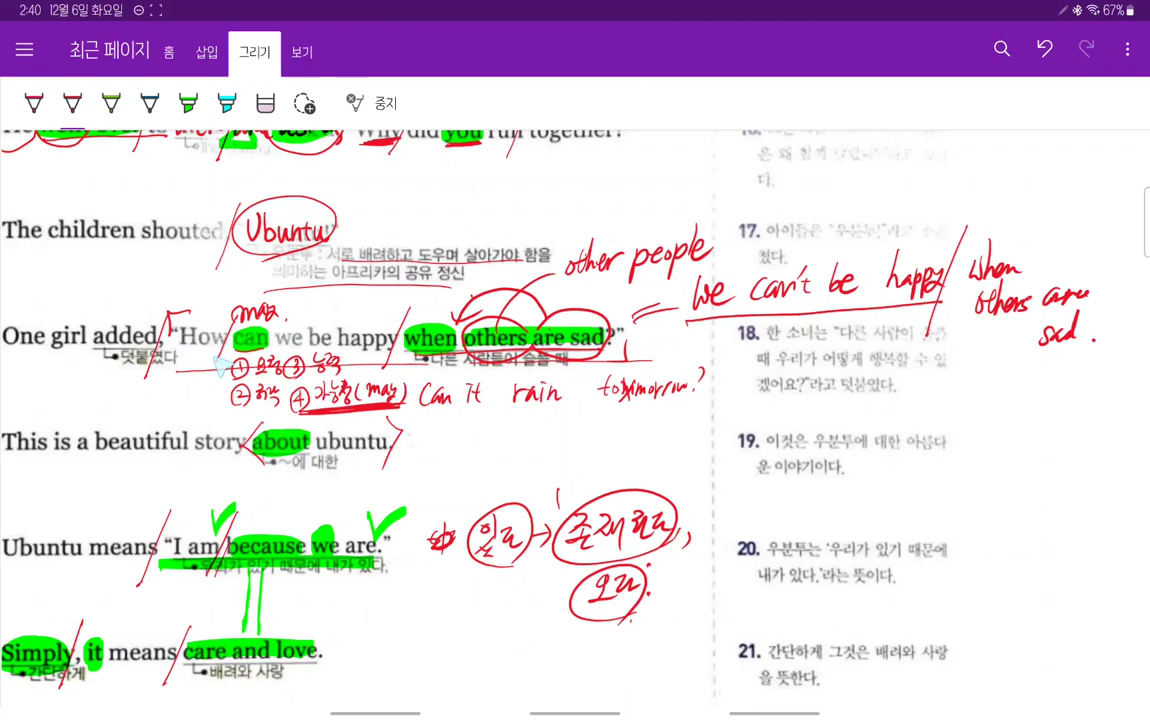 2:40 12월 6일 화요일
67%
최근 페이지 홈 삽입 그리기 보기
중지
Why did you run together?
은 왜 함께
다.
The children shouted Ubuntu!"
서로 배려하고 도우며 살아가야 함을
의미하는 아프리카의 공유 정신
17. 아이들은 "우분투!"라고 소리
쳤다.
other people
we can't be happy when
others are
sad.
may.
One girl added, "How can we be happy when others are sad?"
덧붙였다
다른 사람들이 슬플 때
18. 한 소녀는 "다른 사람이 슬플
때 우리가 어떻게 행복할 수 있
겠어요?"라고 덧붙였다.
① 요청 ③ 능력
② 허락 ④ 가능성(may) Can it rain tomorrow?
This is a beautiful story about ubuntu.
~에 대한
19. 이것은 우분투에 대한 아름다
운 이야기이다.
Ubuntu means "I am because we are."
우리가 있기 때문에 내가 있다.
있다 → 존재하다,
오다.
20. 우분투는 '우리가 있기 때문에
내가 있다.'라는 뜻이다.
Simply, it means care and love.
간단하게
배려와 사랑
21. 간단하게 그것은 배려와 사랑
을 뜻한다.